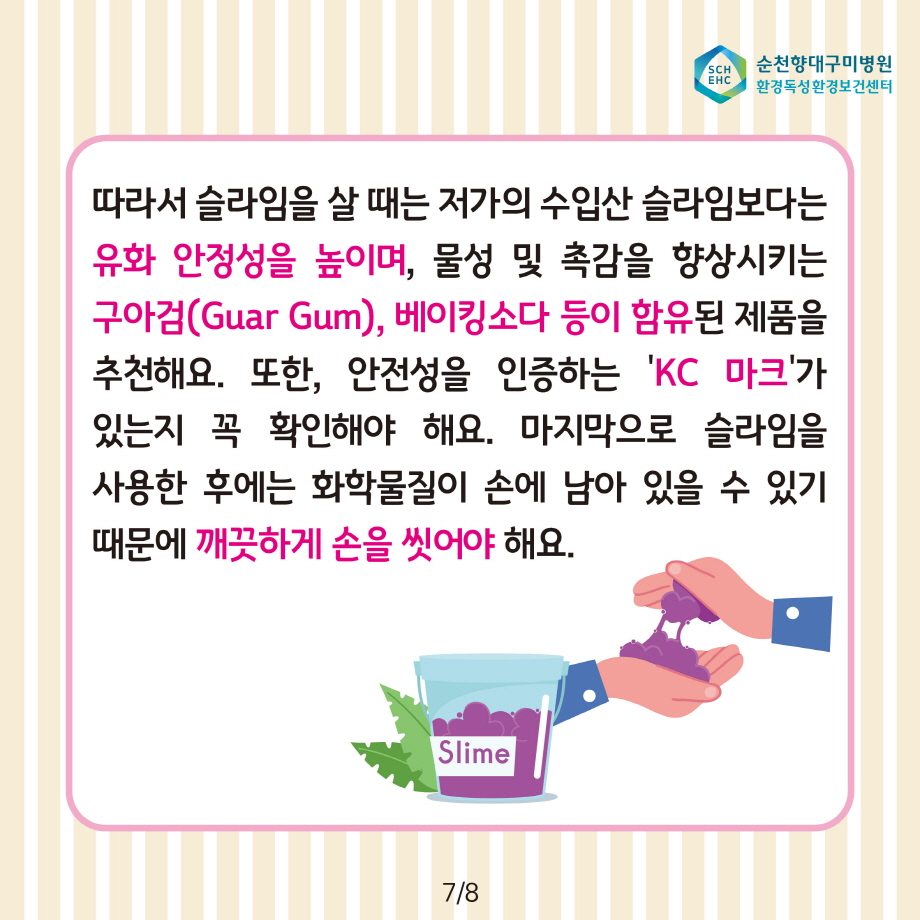 SCH
EHC
순천향대구미병원
환경독성환경보건센터
따라서 슬라임을 살 때는 저가의 수입산 슬라임보다는
유화 안정성을 높이며, 물성 및 촉감을 향상시키는
구아검(Guar Gum), 베이킹소다 등이 함유된 제품을
추천해요. 또한, 안전성을 인증하는 'KC 마크'가
있는지 꼭 확인해야 해요. 마지막으로 슬라임을
사용한 후에는 화학물질이 손에 남아 있을 수 있기
때문에 깨끗하게 손을 씻어야 해요.
Slime
7/8